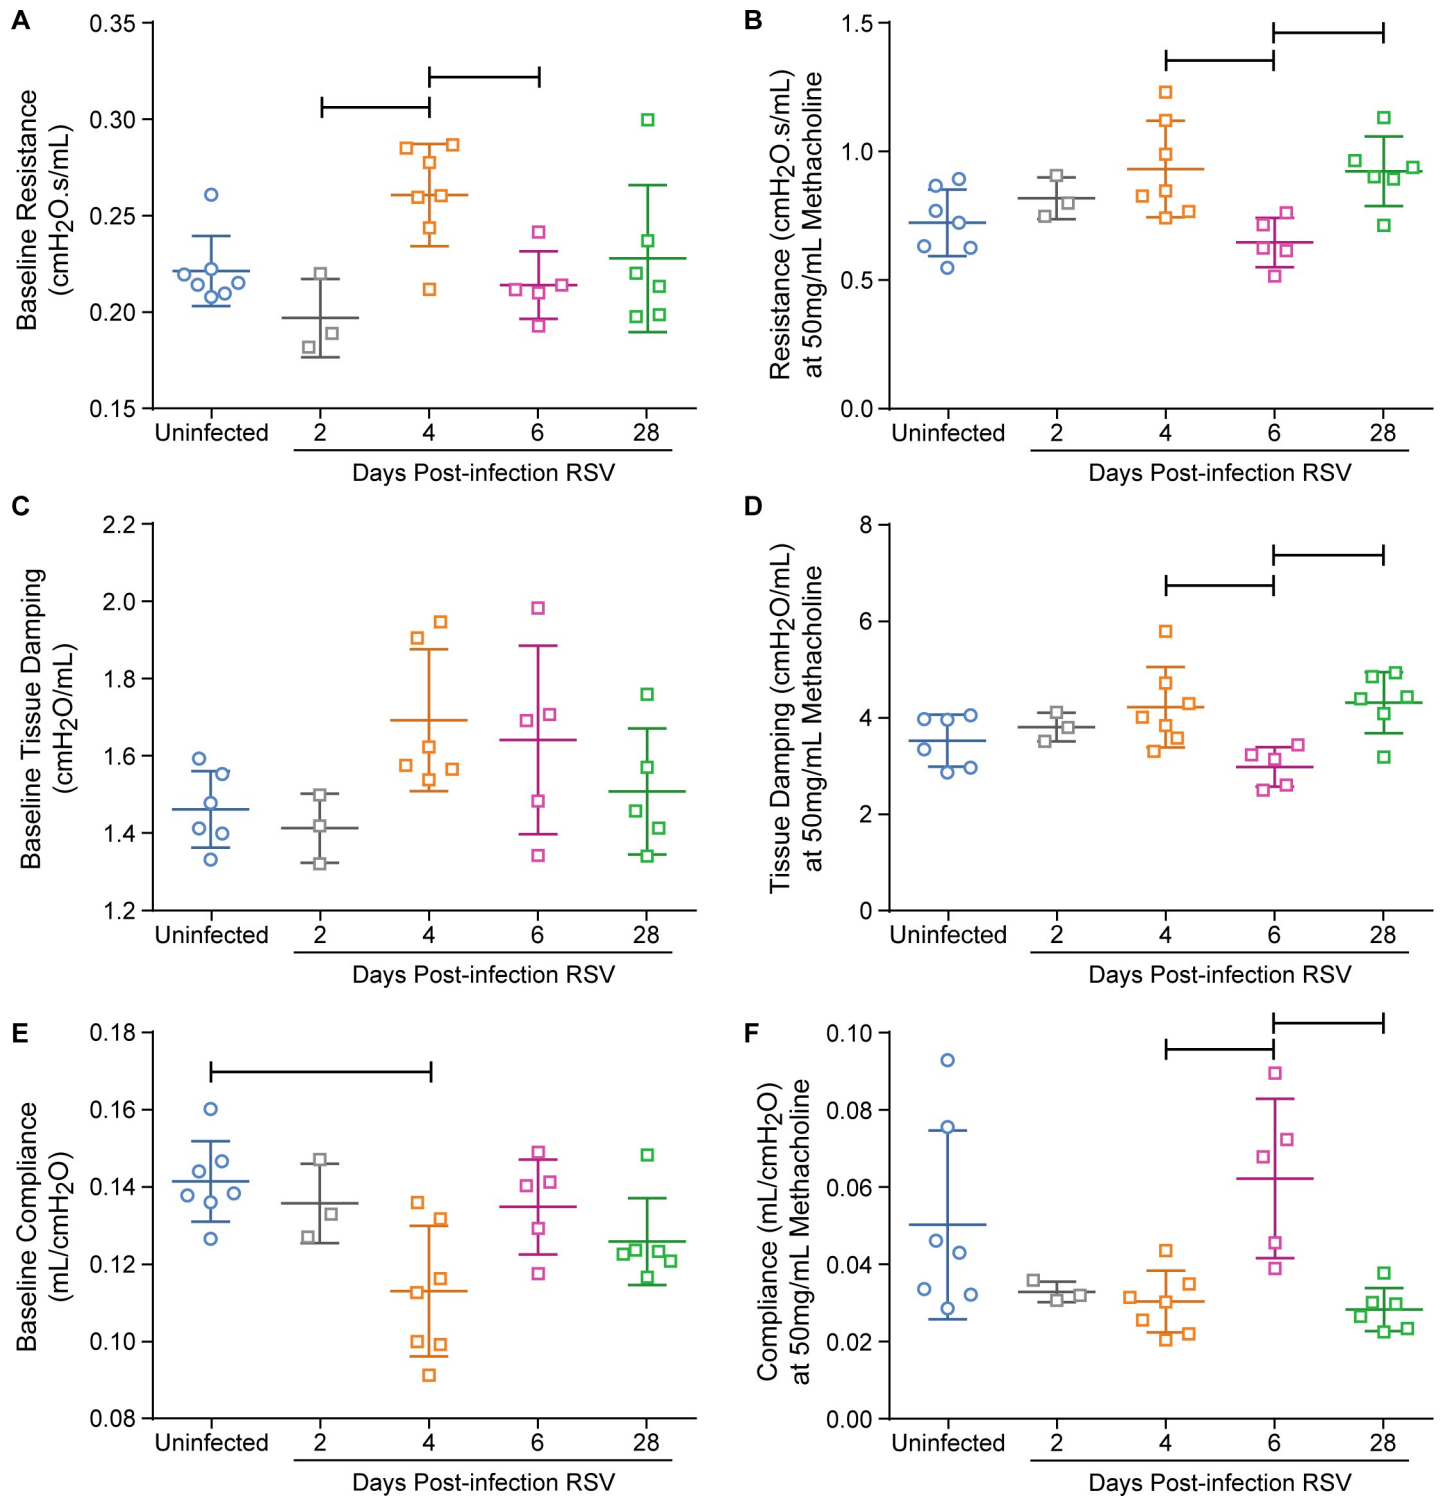 A
Baseline Resistance
(cmH2O.s/mL)
0.35
0.30
0.25
0.20
0.15
Uninfected 2 4 6 28
Days Post-infection RSV
B
Resistance (cmH2O.s/mL)
at 50mg/mL Methacholine
1.5
1.0
0.5
0.0
Uninfected 2 4 6 28
Days Post-infection RSV
C
Baseline Tissue Damping
(cmH2O/mL)
2.2
2.0
1.8
1.6
1.4
1.2
Uninfected 2 4 6 28
Days Post-infection RSV
D
Tissue Damping (cmH2O/mL)
at 50mg/mL Methacholine
8
6
4
2
0
Uninfected 2 4 6 28
Days Post-infection RSV
E
Baseline Compliance
(mL/cmH2O)
0.18
0.16
0.14
0.12
0.10
0.08
Uninfected 2 4 6 28
Days Post-infection RSV
F
Compliance (mL/cmH2O)
at 50mg/mL Methacholine
0.10
0.08
0.06
0.04
0.02
0.00
Uninfected 2 4 6 28
Days Post-infection RSV